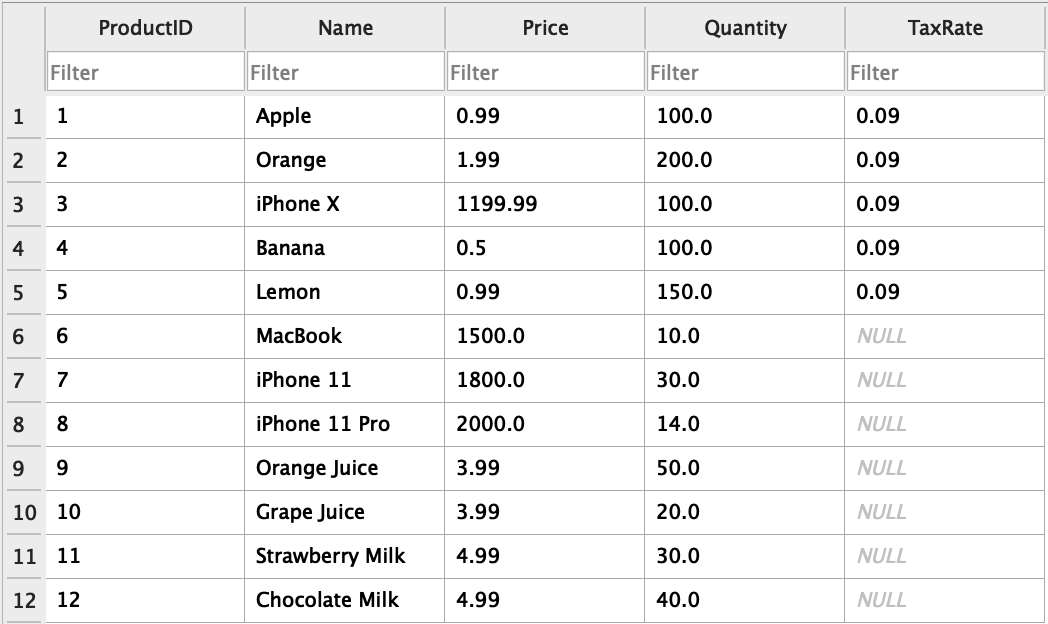 ProductID Name Price Quantity TaxRate
Filter Filter Filter Filter Filter
1 1 Apple 0.99 100.0 0.09
2 2 Orange 1.99 200.0 0.09
3 3 iPhone X 1199.99 100.0 0.09
4 4 Banana 0.5 100.0 0.09
5 5 Lemon 0.99 150.0 0.09
6 6 MacBook 1500.0 10.0 NULL
7 7 iPhone 11 1800.0 30.0 NULL
8 8 iPhone 11 Pro 2000.0 14.0 NULL
9 9 Orange Juice 3.99 50.0 NULL
10 10 Grape Juice 3.99 20.0 NULL
11 11 Strawberry Milk 4.99 30.0 NULL
12 12 Chocolate Milk 4.99 40.0 NULL